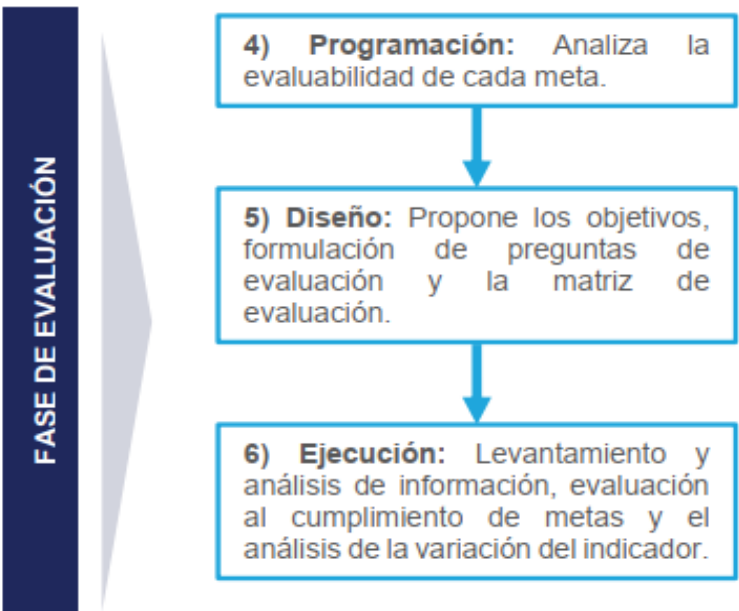 FASE DE EVALUACIÓN
4) Programación: Analiza la
evaluabilidad de cada meta.
5) Diseño: Propone los objetivos,
formulación de preguntas de
evaluación y la matriz de
evaluación.
6) Ejecución: Levantamiento y
análisis de información, evaluación
al cumplimiento de metas y el
análisis de la variación del indicador.